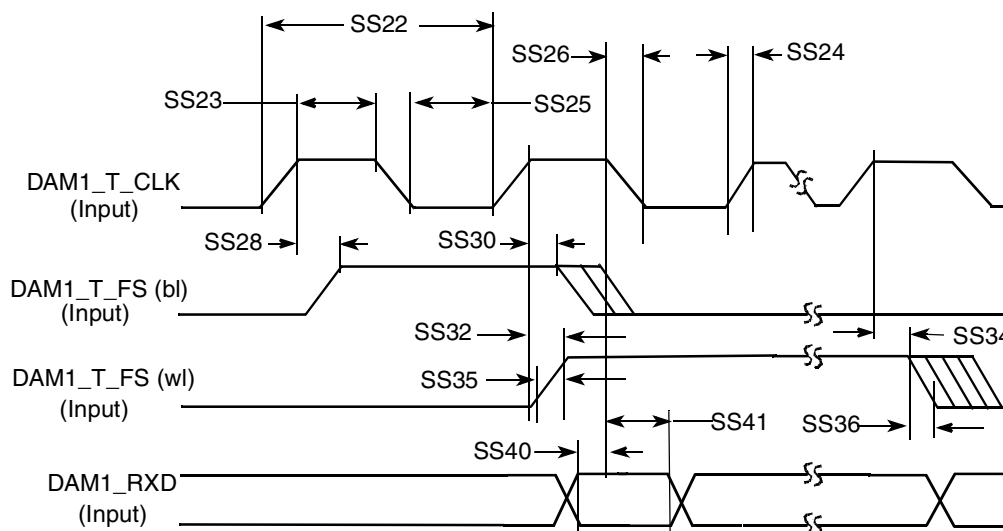 SS22
SS26
SS24
SS23
SS25
DAM1_T_CLK
(Input)
SS28
SS30
DAM1_T_FS (bl)
(Input)
SS32
SS34
DAM1_T_FS (wl)
(Input)
SS35
SS36
SS41
SS40
DAM1_RXD
(Input)